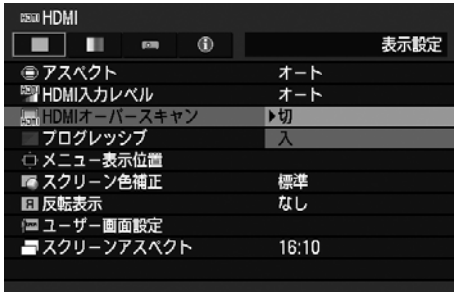 HDMI
表示設定
アスペクト オート
HDMI入力レベル オート
HDMIオーバースキャン ▶切
プログレッシブ 入
メニュー表示位置
スクリーン色補正 標準
反転表示 なし
ユーザー画面設定
スクリーンアスペクト 16:10